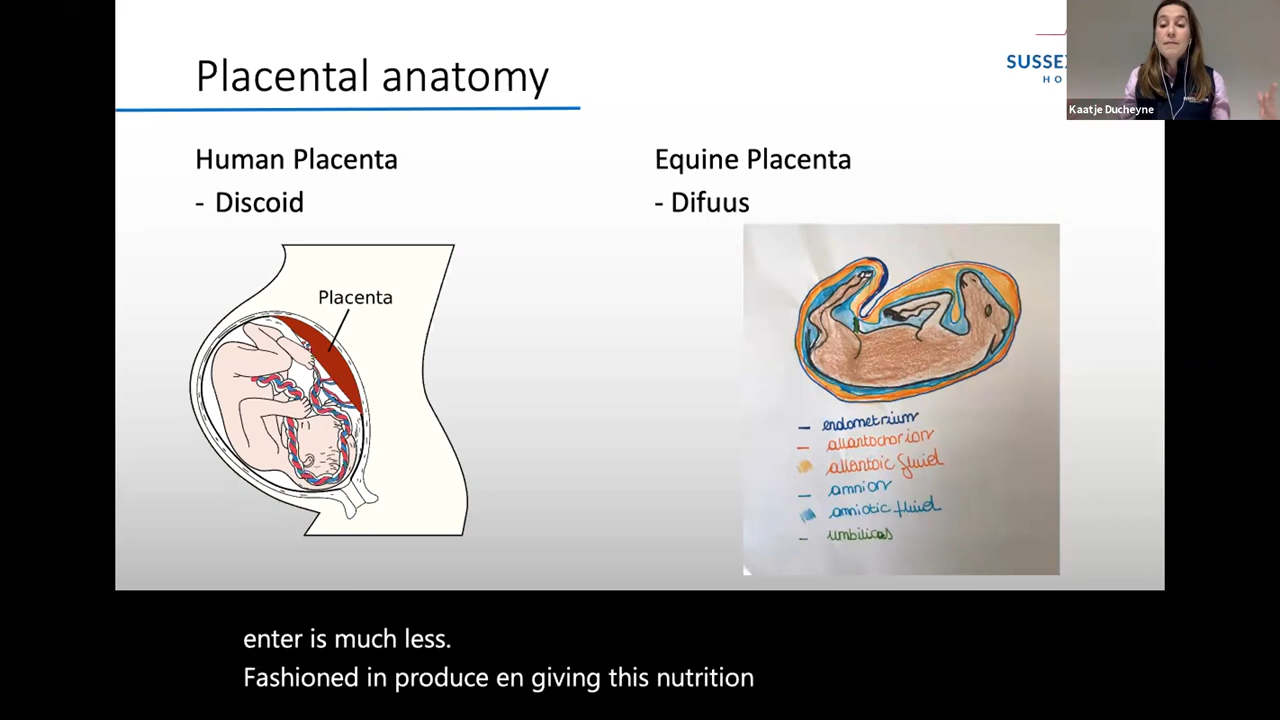 Placental anatomy
SUSSEX
HO
Kaatje Ducheyne
Human Placenta
- Discoid
Equine Placenta
- Difuus
Placenta
endometrium
allantochorion
allantoic fluid
amnion
amniotic fluid
umbilicus
enter is much less.
Fashioned in produce en giving this nutrition